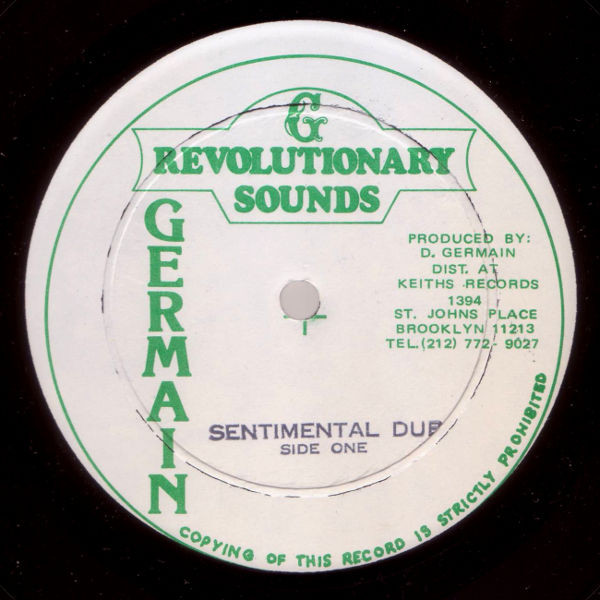 G
REVOLUTIONARY
SOUNDS
GERMAIN
PRODUCED BY:
D. GERMAIN
DIST. AT
KEITHS RECORDS
1394
ST. JOHNS PLACE
BROOKLYN 11213
TEL.(212) 772-9027
SENTIMENTAL DUB
SIDE ONE
COPYING OF THIS RECORD IS STRICTLY PROHIBITED